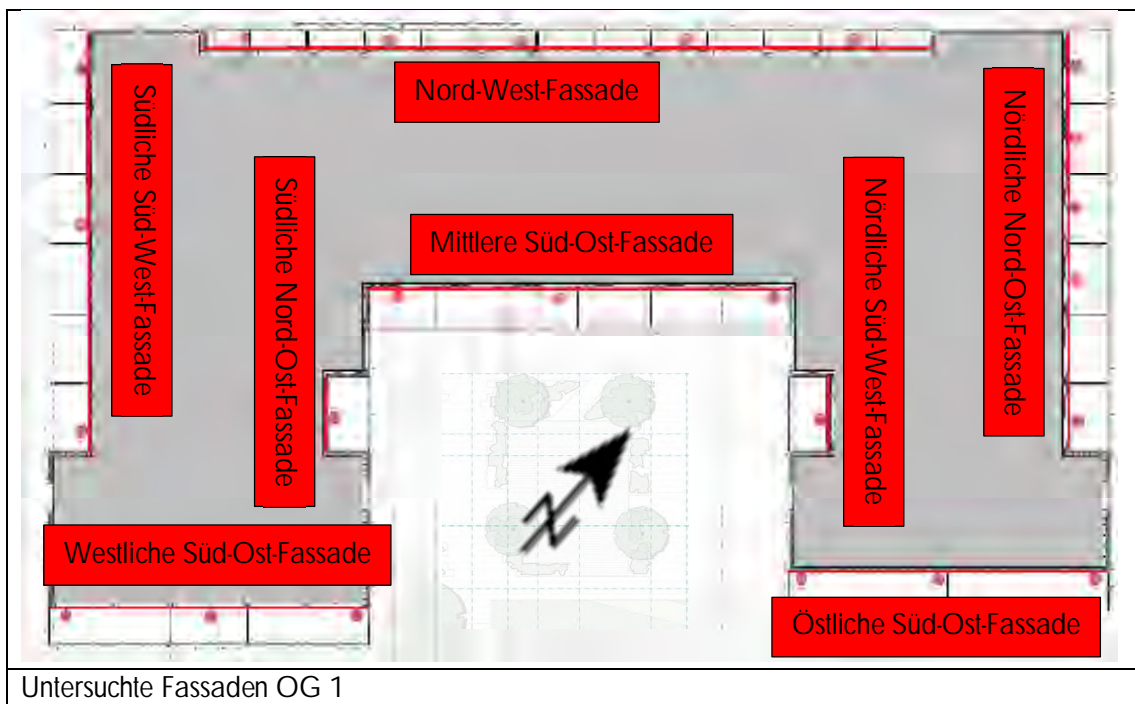 Nord-West-Fassade
Südliche Süd-West-Fassade
Südliche Nord-Ost-Fassade
Mittlere Süd-Ost-Fassade
Nördliche Süd-West-Fassade
Nördliche Nord-Ost-Fassade
Westliche Süd-Ost-Fassade
Östliche Süd-Ost-Fassade
N
Untersuchte Fassaden OG 1